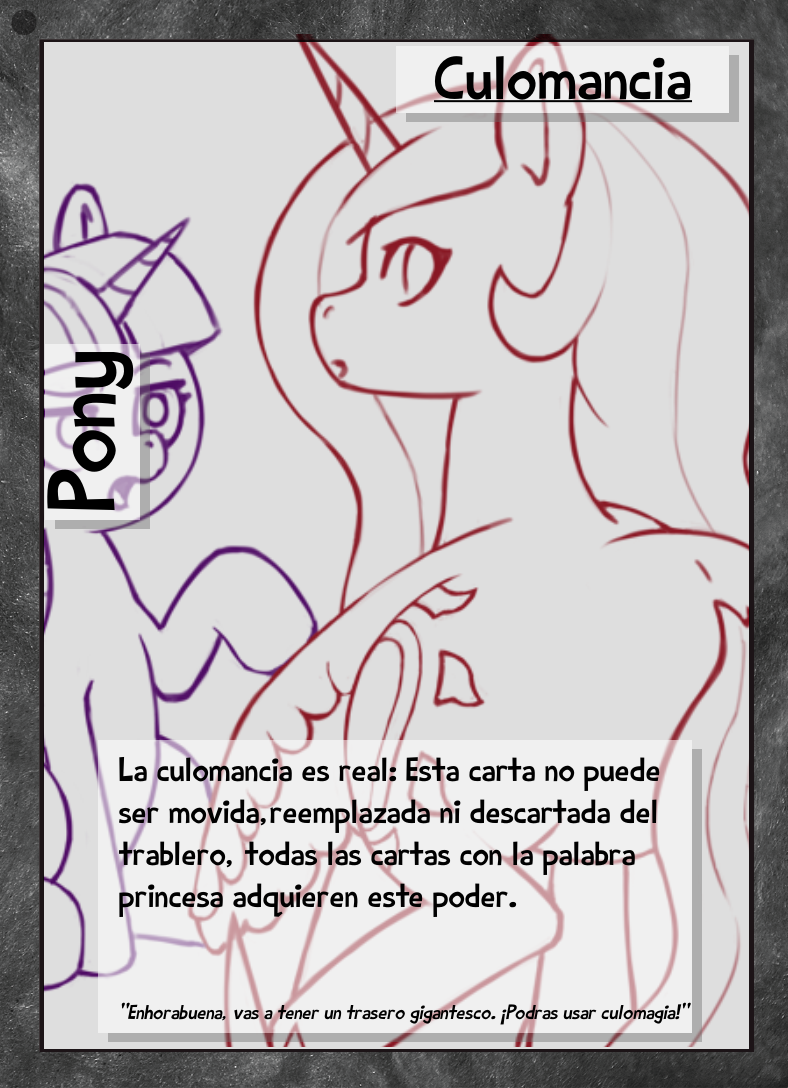 Culomancia
Pony
La culomancia es real: Esta carta no puede
ser movida,reemplazada ni descartada del
trablero, todas las cartas con la palabra
princesa adquieren este poder.
"Enhorabuena, vas a tener un trasero gigantesco. ¡Podras usar culomagia!"